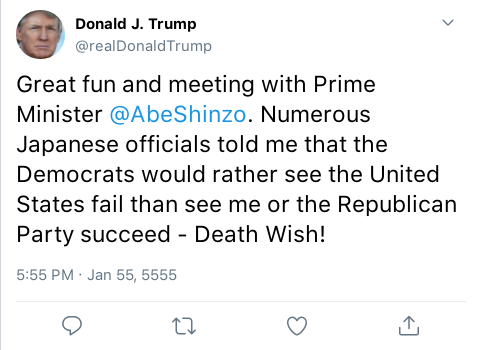 Donald J. Trump
@realDonaldTrump
Great fun and meeting with Prime
Minister @AbeShinzo. Numerous
Japanese officials told me that the
Democrats would rather see the United
States fail than see me or the Republican
Party succeed - Death Wish!
5:55 PM · Jan 55, 5555